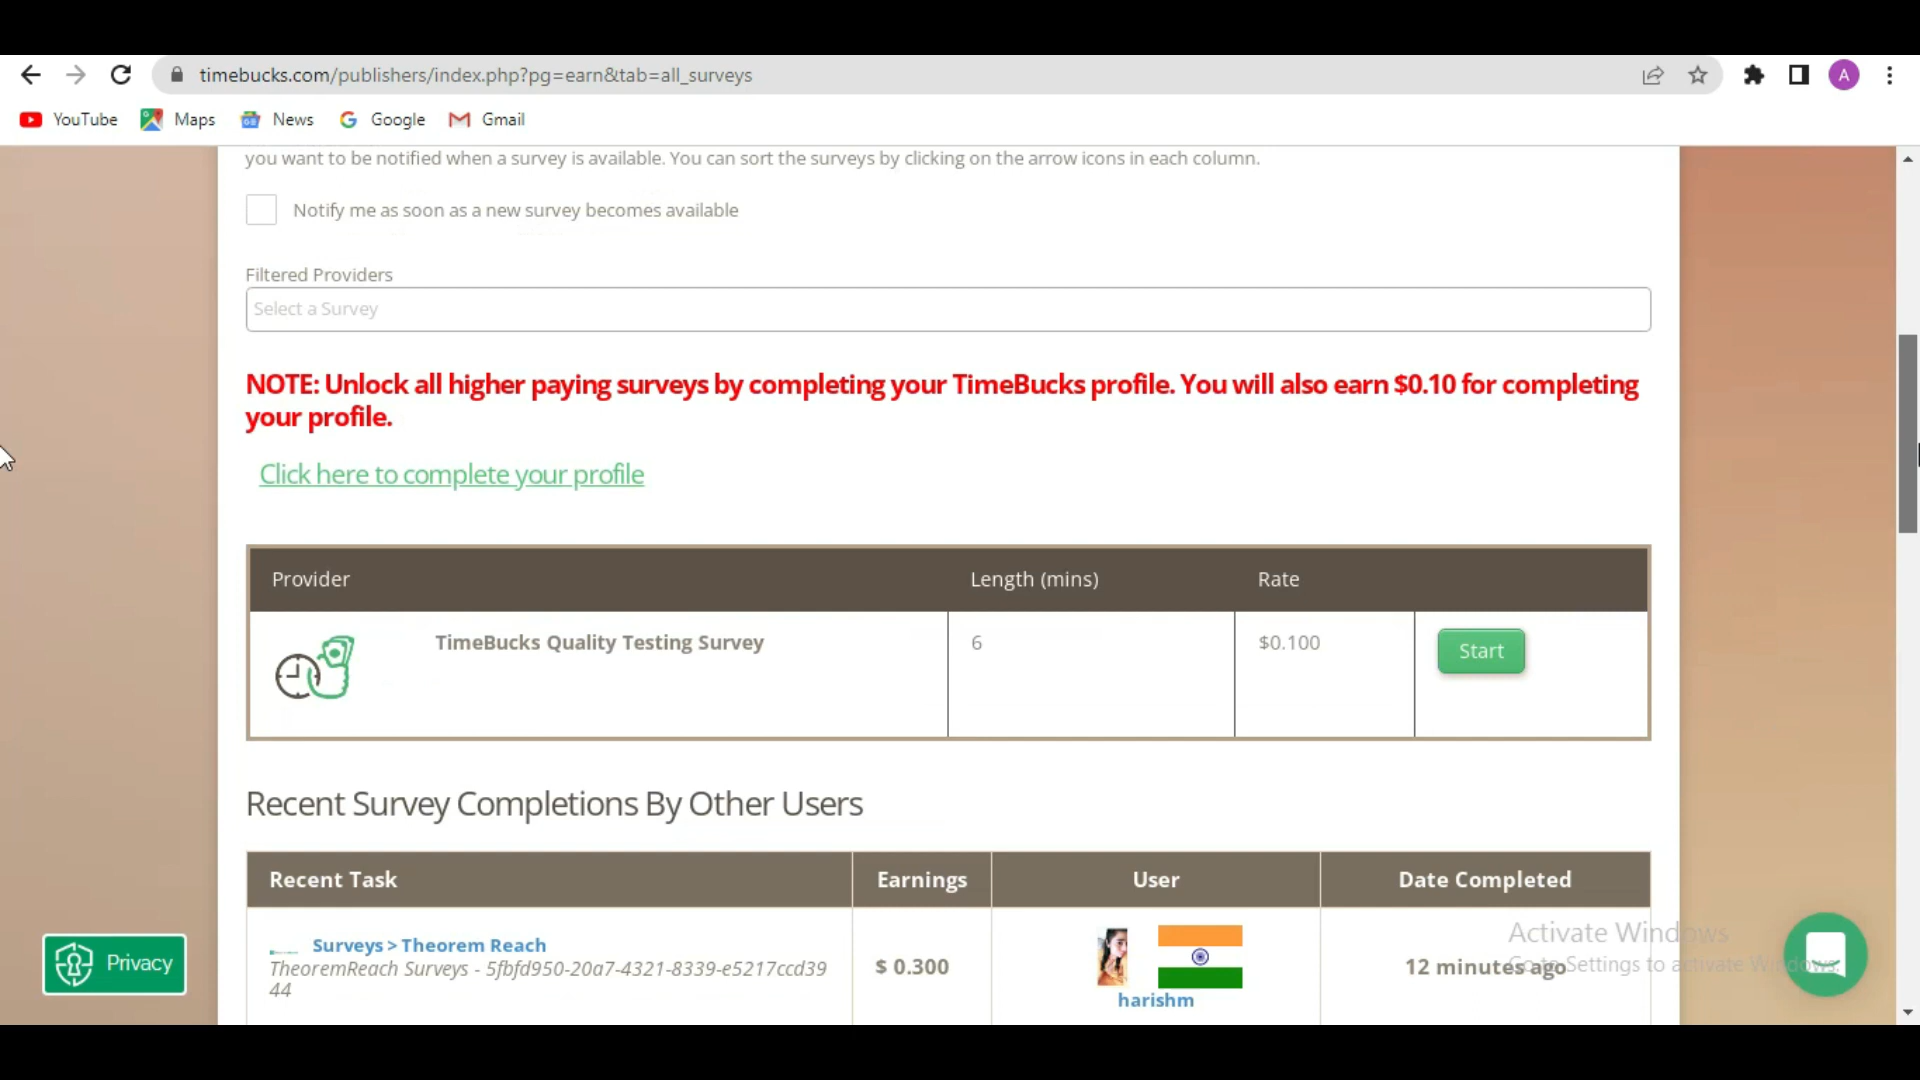 timebucks.com/publishers/index.php?pg=earn&tab=all_surveys
A
YouTube
Maps
News
Google
Gmail
you want to be notified when a survey is available. You can sort the surveys by clicking on the arrow icons in each column.
Notify me as soon as a new survey becomes available
Filtered Providers
Select a Survey
NOTE: Unlock all higher paying surveys by completing your TimeBucks profile. You will also earn $0.10 for completing
your profile.
Click here to complete your profile
Provider
Length (mins)
Rate
TimeBucks Quality Testing Survey
6
$0.100
Start
Recent Survey Completions By Other Users
Recent Task
Earnings
User
Date Completed
Surveys > Theorem Reach
TheoremReach Surveys - 5fbfd950-20a7-4321-8339-e5217ccd39
44
$ 0.300
harishm
12 minutes ago
Activate Windows
Go to Settings to activate Windows.
Privacy